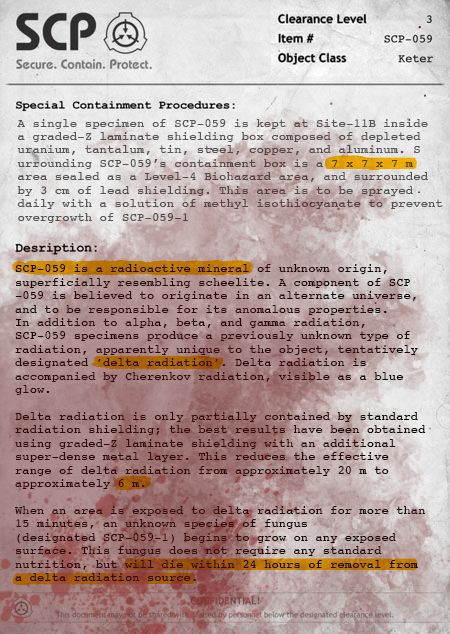 SCP
Secure. Contain. Protect.
Clearance Level 3
Item # SCP-059
Object Class Keter
Special Containment Procedures:
A single specimen of SCP-059 is kept at Site-11B inside
a graded-Z laminate shielding box composed of depleted
uranium, tantalum, tin, steel, copper, and aluminum. S
urrounding SCP-059's containment box is a 7 x 7 x 7 m
area sealed as a Level-4 Biohazard area, and surrounded
by 3 cm of lead shielding. This area is to be sprayed
daily with a solution of methyl isothiocyanate to prevent
overgrowth of SCP-059-1
Desription:
SCP-059 is a radioactive mineral of unknown origin,
superficially resembling scheelite. A component of SCP
-059 is believed to originate in an alternate universe,
and to be responsible for its anomalous properties.
In addition to alpha, beta, and gamma radiation,
SCP-059 specimens produce a previously unknown type of
radiation, apparently unique to the object, tentatively
designated 'delta radiation'. Delta radiation is
accompanied by Cherenkov radiation, visible as a blue
glow.
Delta radiation is only partially contained by standard
radiation shielding; the best results have been obtained
using graded-Z laminate shielding with an additional
super-dense metal layer. This reduces the effective
range of delta radiation from approximately 20 m to
approximately 6 m.
When an area is exposed to delta radiation for more than
15 minutes, an unknown species of fungus
(designated SCP-059-1) begins to grow on any exposed
surface. This fungus does not require any standard
nutrition, but will die within 24 hours of removal from
a delta radiation source.
CONFIDENTIAL!
This document may not be shared with or used by personnel below the designated clearance level.